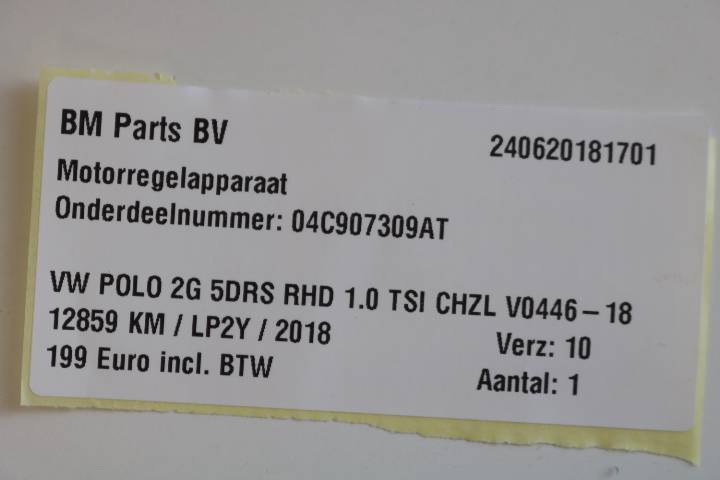 BM Parts BV
240620181701
Motorregelapparaat
Onderdeelnummer: 04C907309AT
VW POLO 2G 5DRS RHD 1.0 TSI CHZL V0446-18
12859 KM / LP2Y / 2018
Verz: 10
199 Euro incl. BTW
Aantal: 1